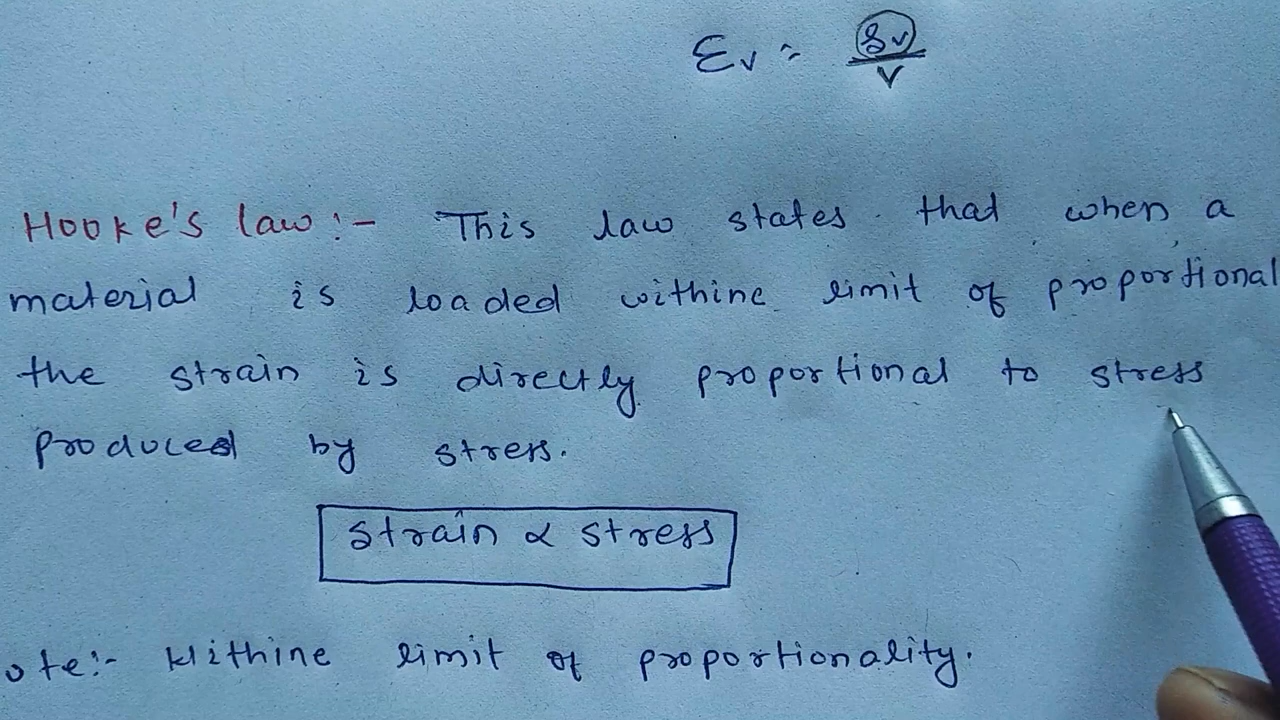 εv = δv/v
Hooke's law:- This law states that when a
material is loaded withine limit of proportional
the strain is directly proportional to stress
produced by stress.
strain ∝ stress
ote:- Withine limit of proportionality.